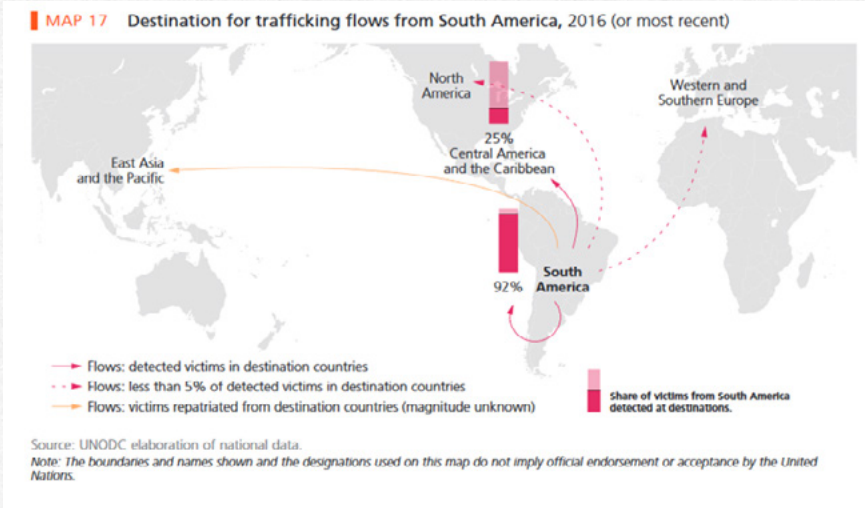 MAP 17 Destination for trafficking flows from South America, 2016 (or most recent)
North
America
Western and
Southern Europe
25%
Central America
and the Caribbean
East Asia
and the Pacific
92%
South
America
Flows: detected victims in destination countries
Flows: less than 5% of detected victims in destination countries
Flows: victims repatriated from destination countries (magnitude unknown)
Share of victims from South America
detected at destinations.
Source: UNODC elaboration of national data.
Note: The boundaries and names shown and the designations used on this map do not imply official endorsement or acceptance by the United
Nations.